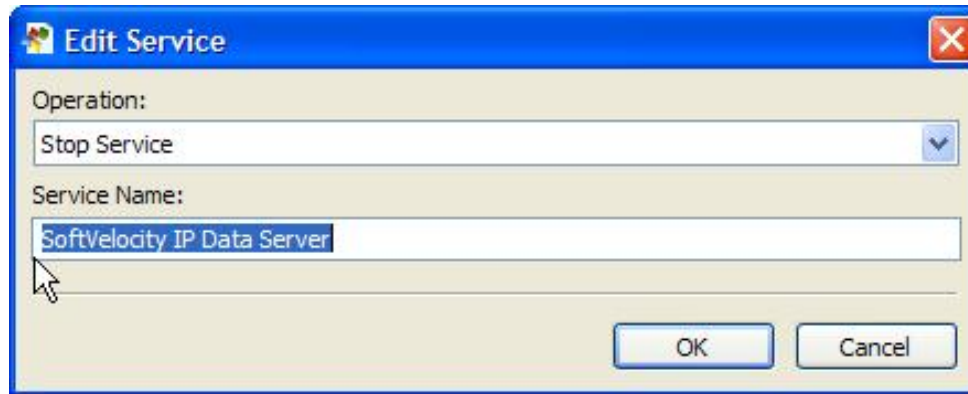 Edit Service
Operation:
Stop Service
Service Name:
SoftVelocity IP Data Server
OK Cancel